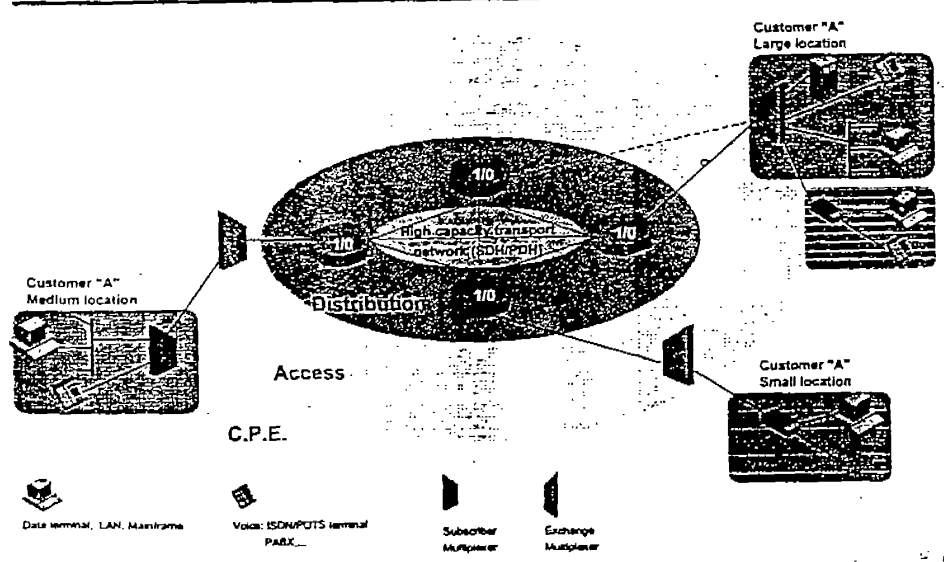 Customer "A"
Large location
1/0
High capacity transport
network (SDH/PDH)
1/0
1/0
1/0
Distribution
Customer "A"
Medium location
Access
Customer "A"
Small location
C.P.E.
Data terminal, LAN, Mainframe
Voice: ISDN/POTS terminal
PABX,...
Subscriber
Multiplexer
Exchange
Multiplexer